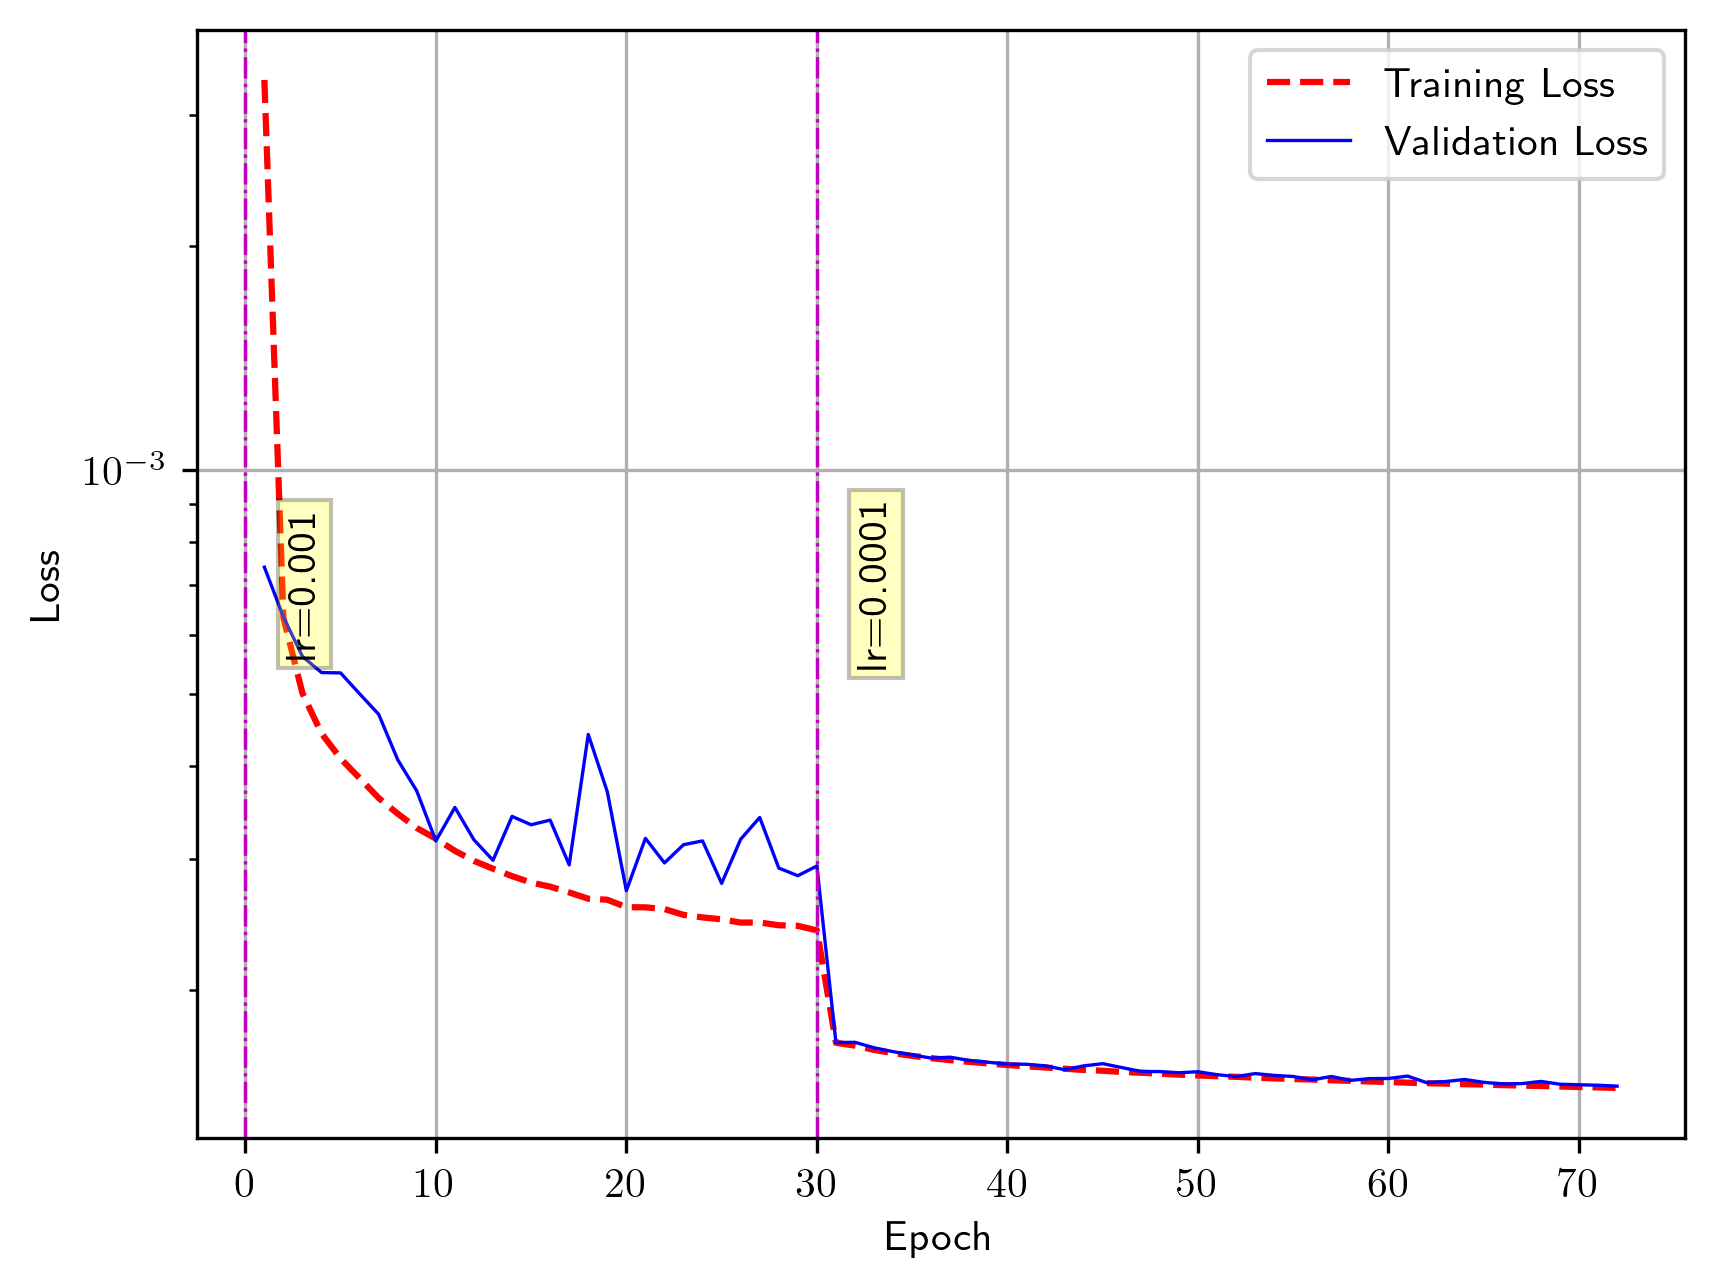 Training Loss
Validation Loss
10⁻³
Loss
lr=0.001
lr=0.0001
0 10 20 30 40 50 60 70
Epoch